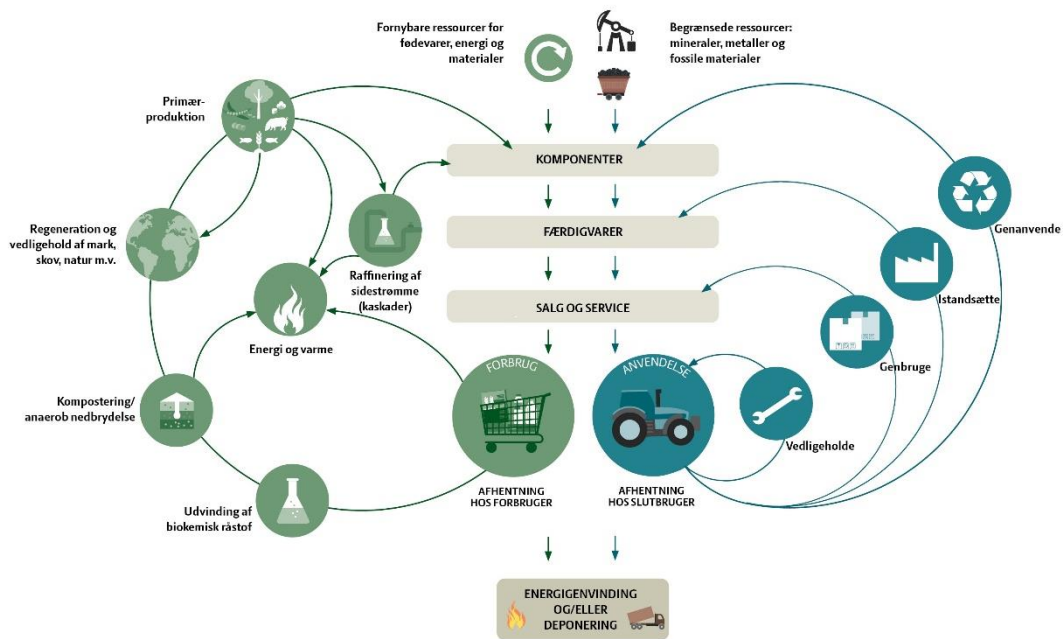 Fornybare ressourcer for
fødevarer, energi og
materialer
Begrænsede ressourcer:
mineraler, metaller og
fossile materialer
Primær-
produktion
KOMPONENTER
Genanvende
Regeneration og
vedligehold af mark,
skov, natur m.v.
FÆRDIGVARER
Raffinering af
sidestrømme
(kaskader)
Istandsætte
SALG OG SERVICE
Energi og varme
Genbruge
FORBRUG
ANVENDELSE
Kompostering/
anaerob nedbrydelse
Vedligeholde
AFHENTNING
HOS FORBRUGER
AFHENTNING
HOS SLUTBRUGER
Udvinding af
biokemisk råstof
ENERGIGENVINDING
OG/ELLER
DEPONERING